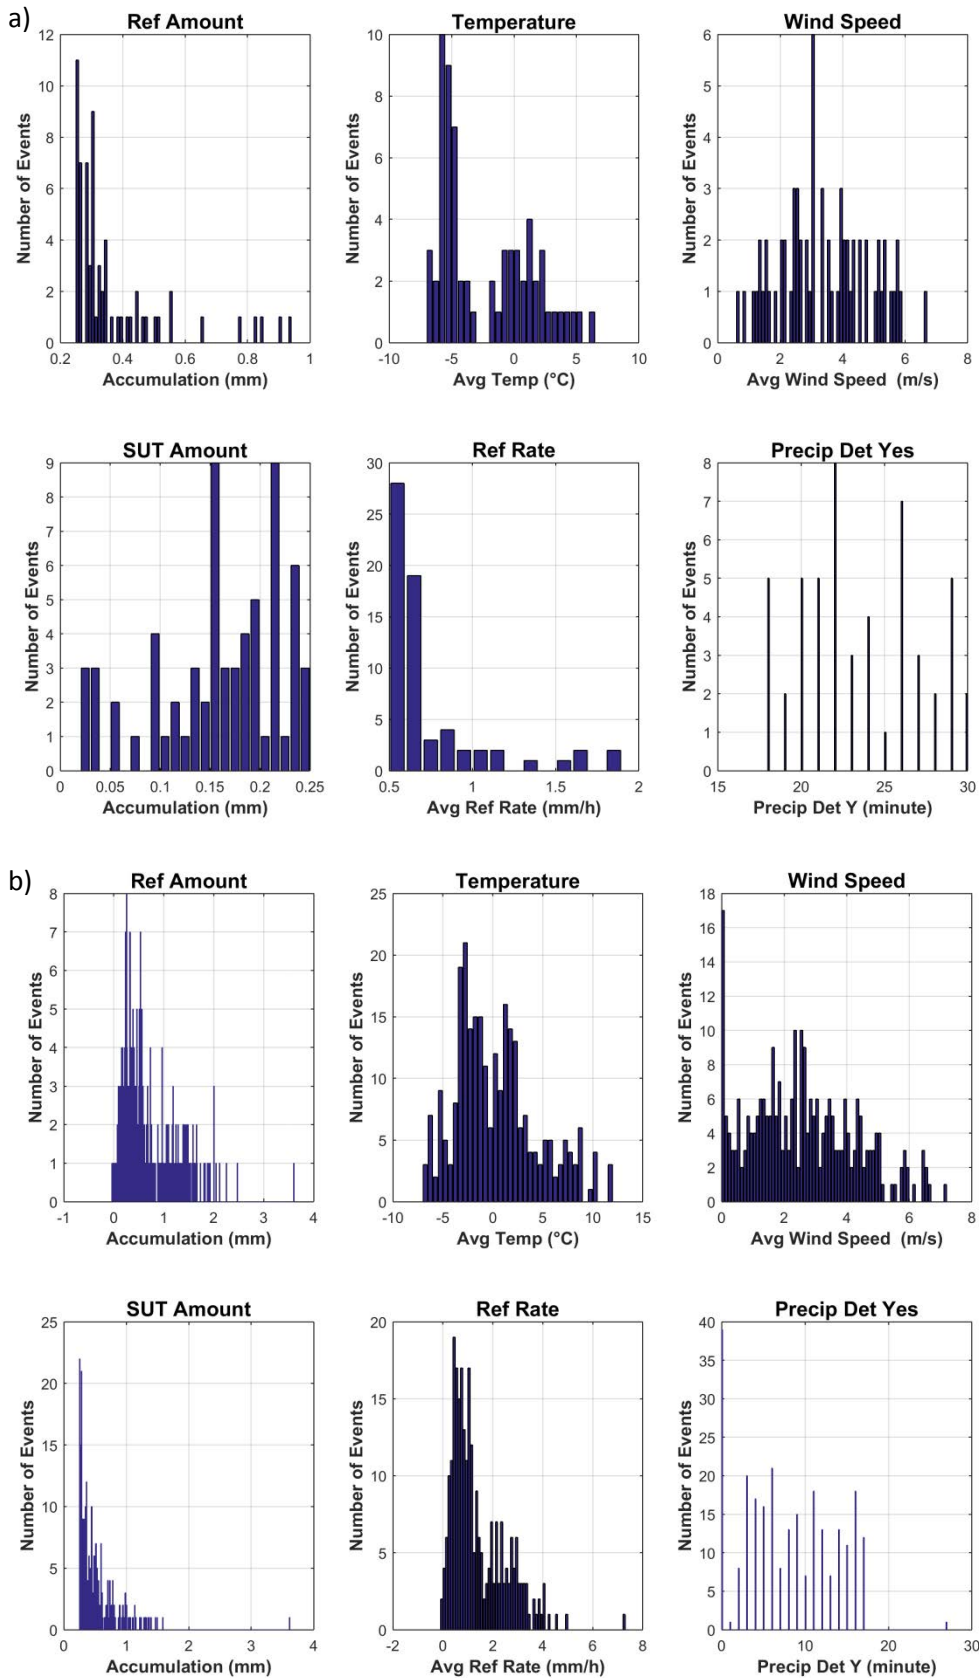 a)
Ref Amount
Number of Events
12
10
8
6
4
2
0
0.2 0.4 0.6 0.8 1
Accumulation (mm)
Temperature
Number of Events
10
8
6
4
2
0
-10 -5 0 5 10
Avg Temp (°C)
Wind Speed
Number of Events
6
5
4
3
2
1
0
0 2 4 6 8
Avg Wind Speed (m/s)
SUT Amount
Number of Events
9
8
7
6
5
4
3
2
1
0
0 0.05 0.1 0.15 0.2 0.25
Accumulation (mm)
Ref Rate
Number of Events
30
25
20
15
10
5
0
0.5 1 1.5 2
Avg Ref Rate (mm/h)
Precip Det Yes
Number of Events
8
7
6
5
4
3
2
1
0
15 20 25 30
Precip Det Y (minute)
b)
Ref Amount
Number of Events
8
7
6
5
4
3
2
1
0
-1 0 1 2 3 4
Accumulation (mm)
Temperature
Number of Events
25
20
15
10
5
0
-10 -5 0 5 10 15
Avg Temp (°C)
Wind Speed
Number of Events
18
16
14
12
10
8
6
4
2
0
0 2 4 6 8
Avg Wind Speed (m/s)
SUT Amount
Number of Events
25
20
15
10
5
0
0 1 2 3 4
Accumulation (mm)
Ref Rate
Number of Events
20
15
10
5
0
-2 0 2 4 6 8
Avg Ref Rate (mm/h)
Precip Det Yes
Number of Events
40
35
30
25
20
15
10
5
0
0 10 20 30
Precip Det Y (minute)